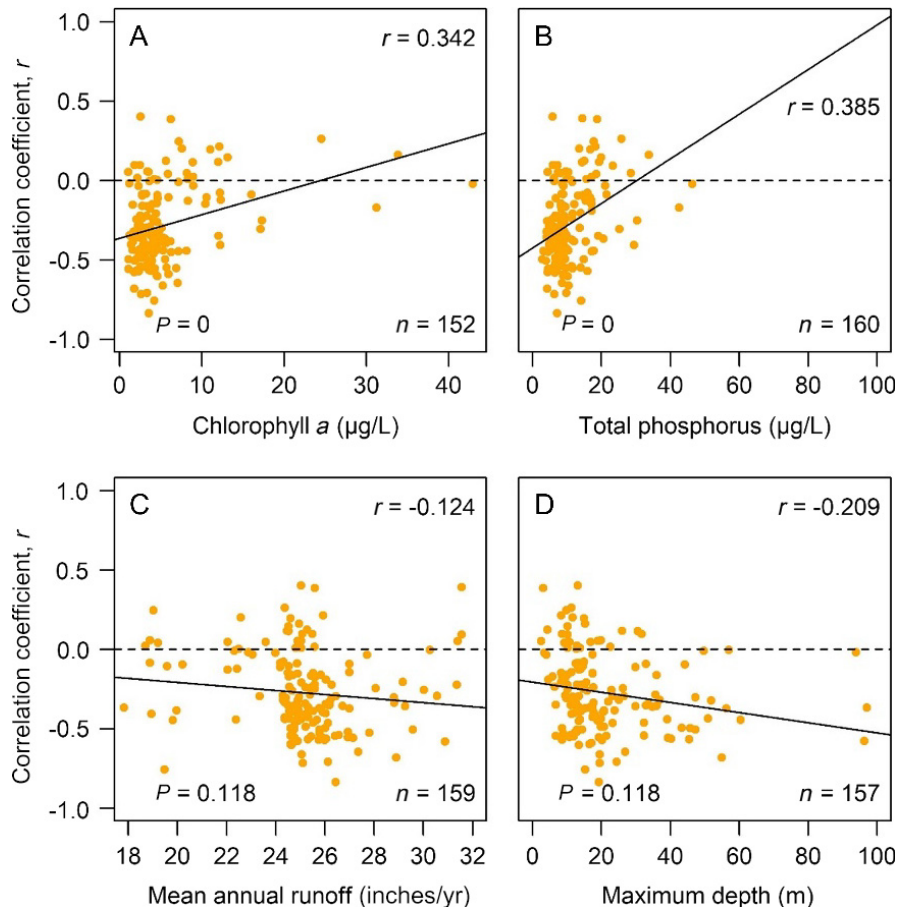 A
r = 0.342
1.0
0.5
0.0
-0.5
-1.0
Correlation coefficient, r
P = 0
n = 152
0 10 20 30 40
Chlorophyll a (µg/L)
B
r = 0.385
P = 0
n = 160
0 20 40 60 80 100
Total phosphorus (µg/L)
C
r = -0.124
1.0
0.5
0.0
-0.5
-1.0
Correlation coefficient, r
P = 0.118
n = 159
18 20 22 24 26 28 30 32
Mean annual runoff (inches/yr)
D
r = -0.209
P = 0.118
n = 157
0 20 40 60 80 100
Maximum depth (m)